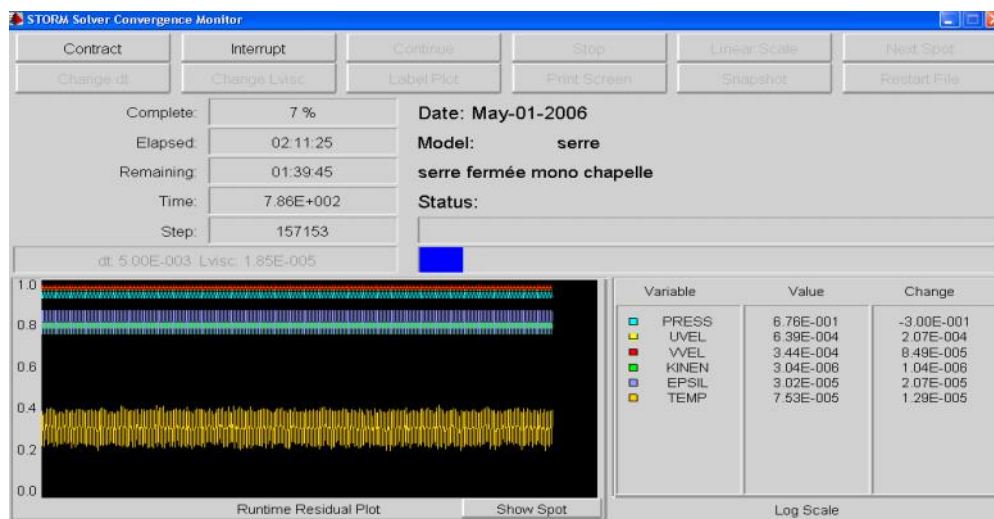 STORM Solver Convergence Monitor
Contract Interrupt Continue Stop Linear Scale Next Spot
Change dt Change Lvisc Label Plot Print Screen Snapshot Restart File
Complete: 7 % Date: May-01-2006
Elapsed: 02:11:25 Model: serre
Remaining: 01:39:45 serre fermée mono chapelle
Time: 7.86E+002 Status:
Step: 157153
dt: 5.00E-003 Lvisc: 1.85E-005
1.0
0.8
0.6
0.4
0.2
0.0
Runtime Residual Plot Show Spot
Variable Value Change
PRESS 6.76E-001 -3.00E-001
UVEL 6.39E-004 2.07E-004
VVEL 3.44E-004 8.49E-005
KINEN 3.04E-006 1.04E-006
EPSIL 3.02E-005 2.07E-005
TEMP 7.53E-005 1.29E-005
Log Scale